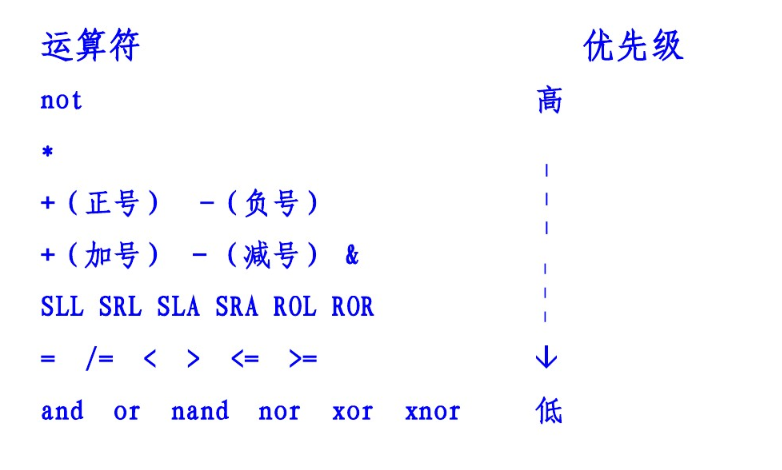 运算符 优先级
not 高
*
+(正号) -(负号)
+(加号) -(减号) &
SLL SRL SLA SRA ROL ROR
= /= < > <= >=
and or nand nor xor xnor 低